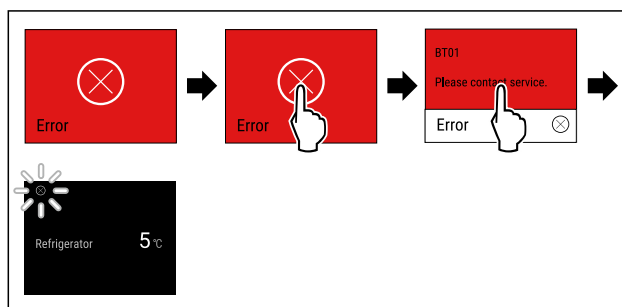 Error
Error
BT01
Please contact service.
Error
Refrigerator 5 °C